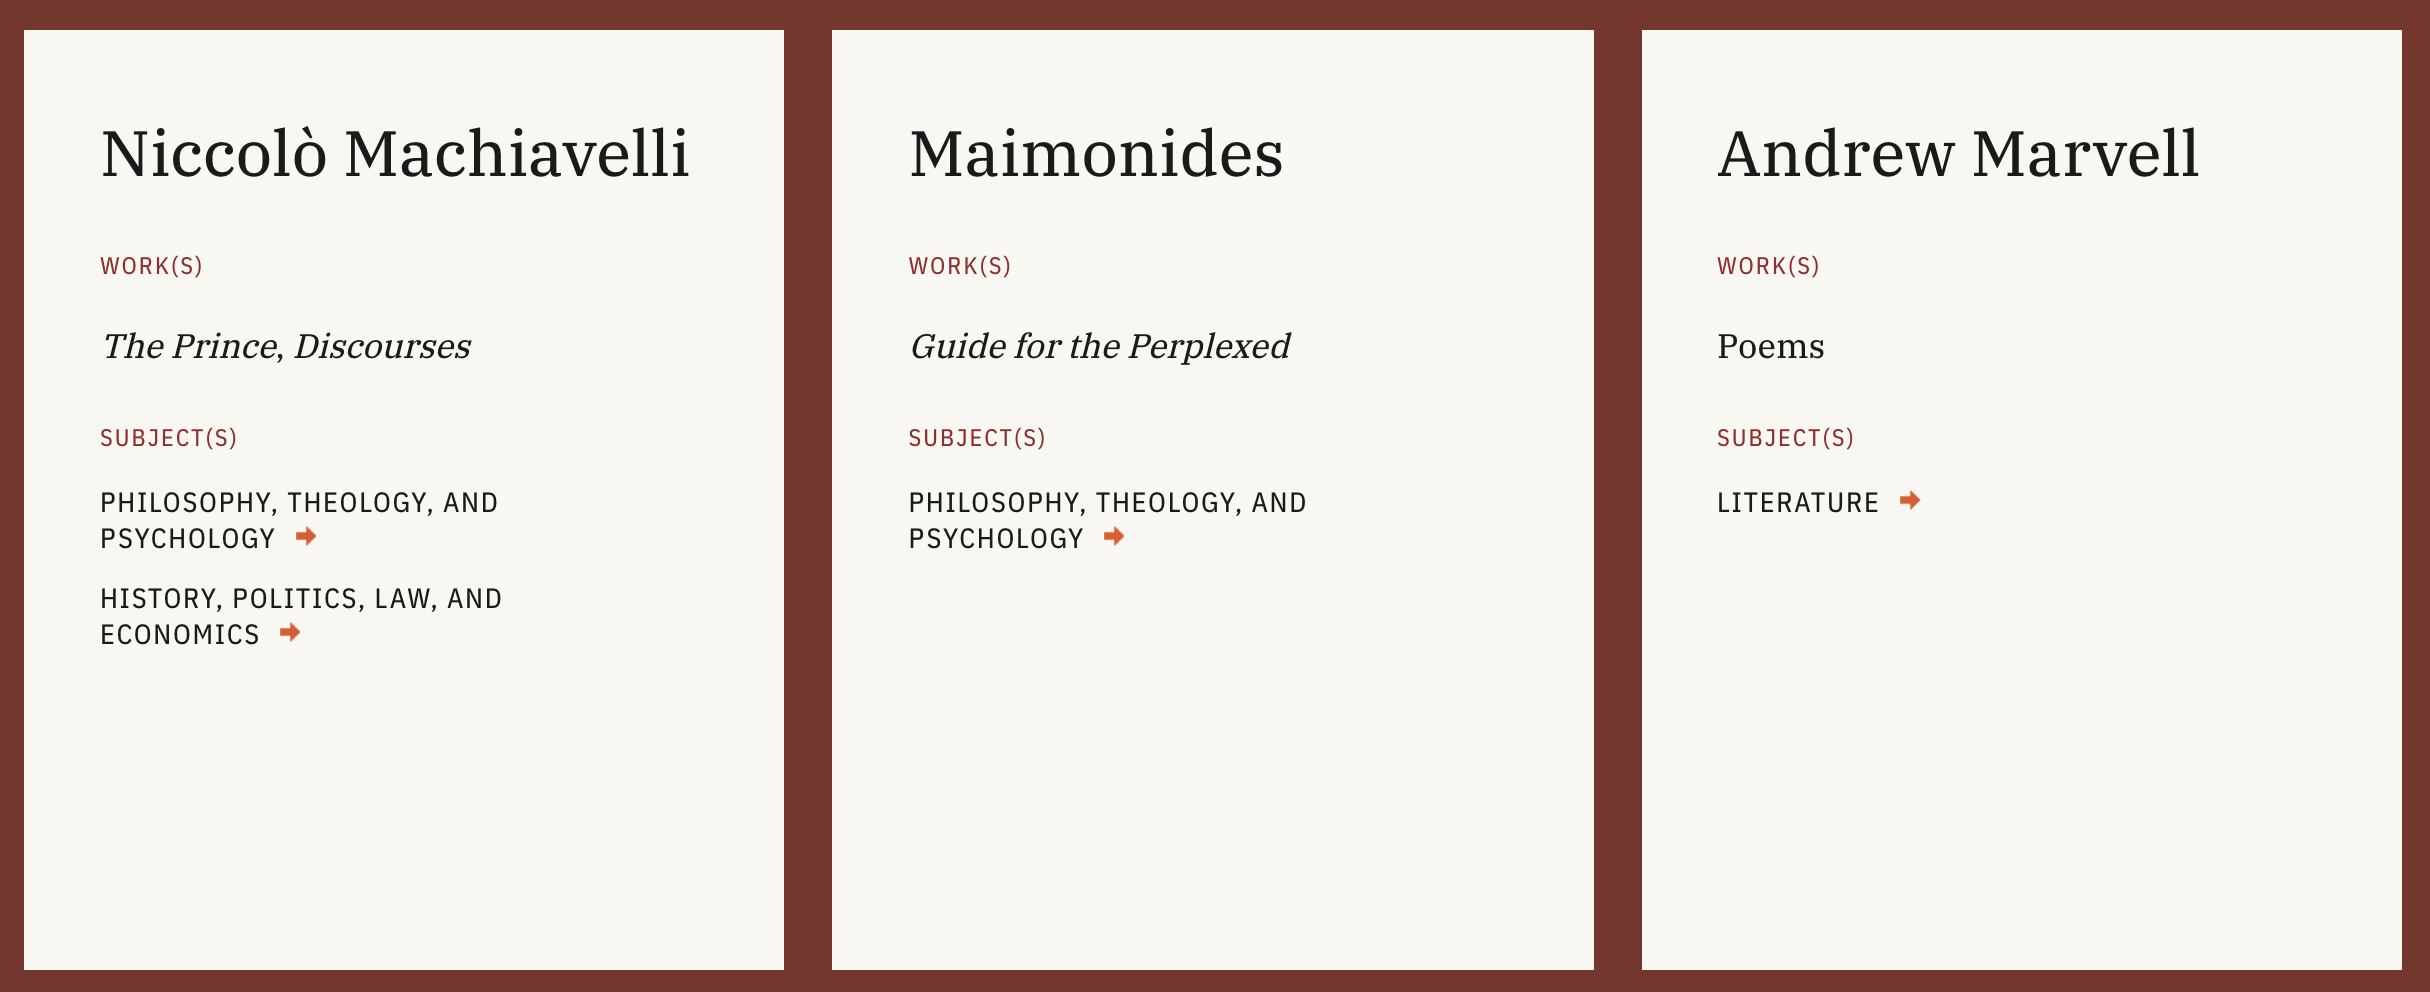 Niccolò Machiavelli
WORK(S)
The Prince, Discourses
SUBJECT(S)
PHILOSOPHY, THEOLOGY, AND
PSYCHOLOGY
HISTORY, POLITICS, LAW, AND
ECONOMICS
Maimonides
WORK(S)
Guide for the Perplexed
SUBJECT(S)
PHILOSOPHY, THEOLOGY, AND
PSYCHOLOGY
Andrew Marvell
WORK(S)
Poems
SUBJECT(S)
LITERATURE